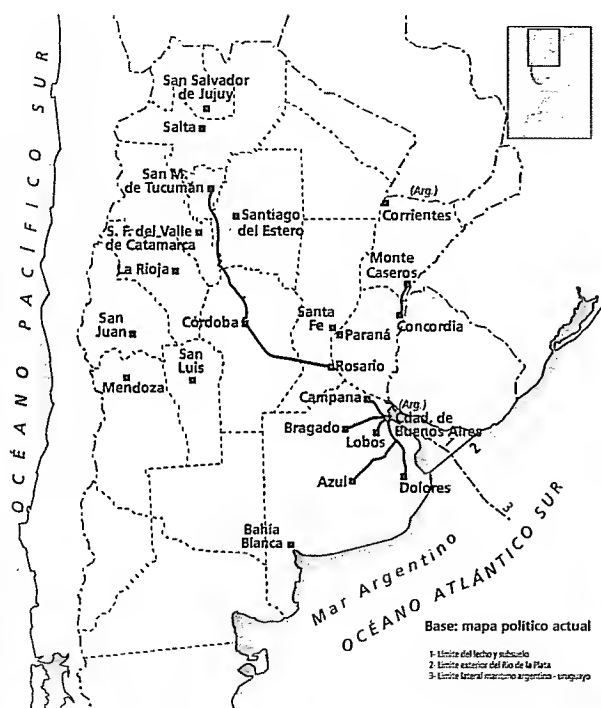 OCÉANO PACÍFICO SUR
San Salvador
de Jujuy
Salta
San M.
de Tucumán
(Arg.)
Corrientes
Santiago
del Estero
S. F. del Valle
de Catamarca
La Rioja
Monte
Caseros
San
Juan
Córdoba
Santa
Fe
Paraná
Concordia
San
Luis
Mendoza
Rosario
Campana
(Arg.)
Cdad. de
Buenos Aires
Bragado
Lobos
1
2
Azul
Dolores
3
Bahía
Blanca
Mar Argentino
OCÉANO ATLÁNTICO SUR
Base: mapa político actual
1- Límite del lecho y subsuelo
2- Límite exterior del Río de la Plata
3- Límite lateral marítimo argentino - uruguayo